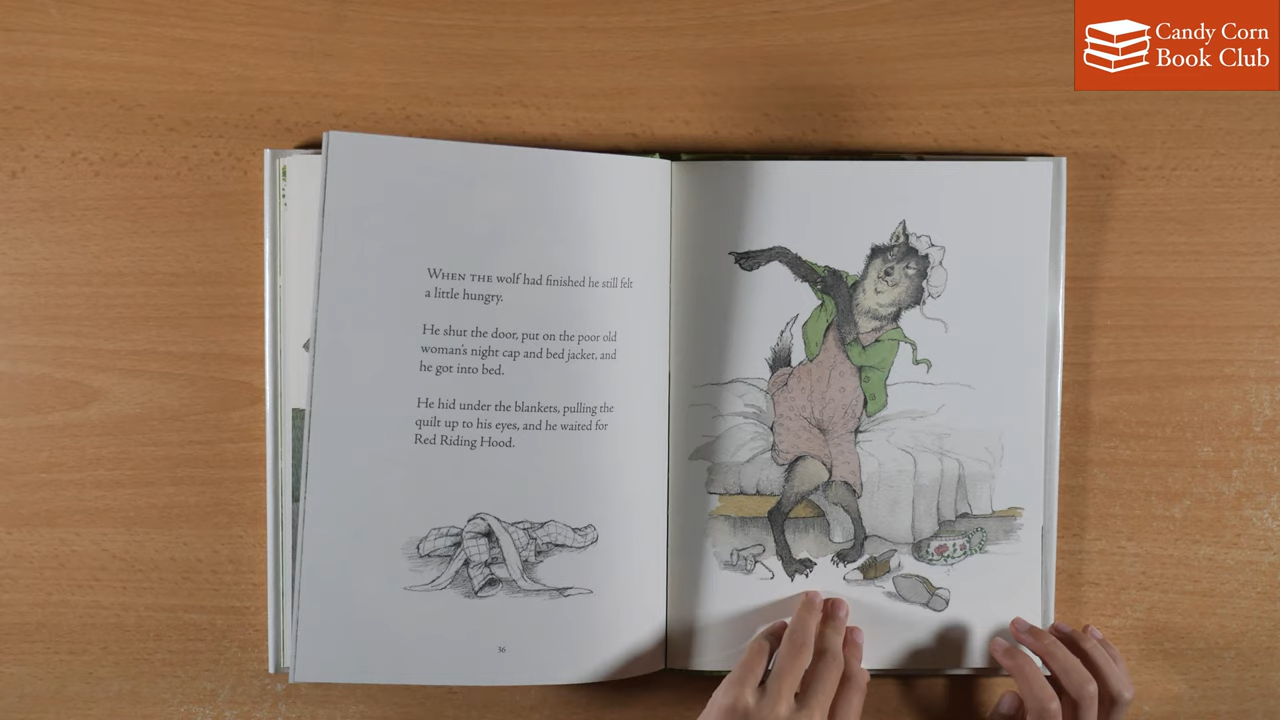 Candy Corn
Book Club
WHEN THE wolf had finished he still felt
a little hungry.
He shut the door, put on the poor old
woman's night cap and bed jacket, and
he got into bed.
He hid under the blankets, pulling the
quilt up to his eyes, and he waited for
Red Riding Hood.
36